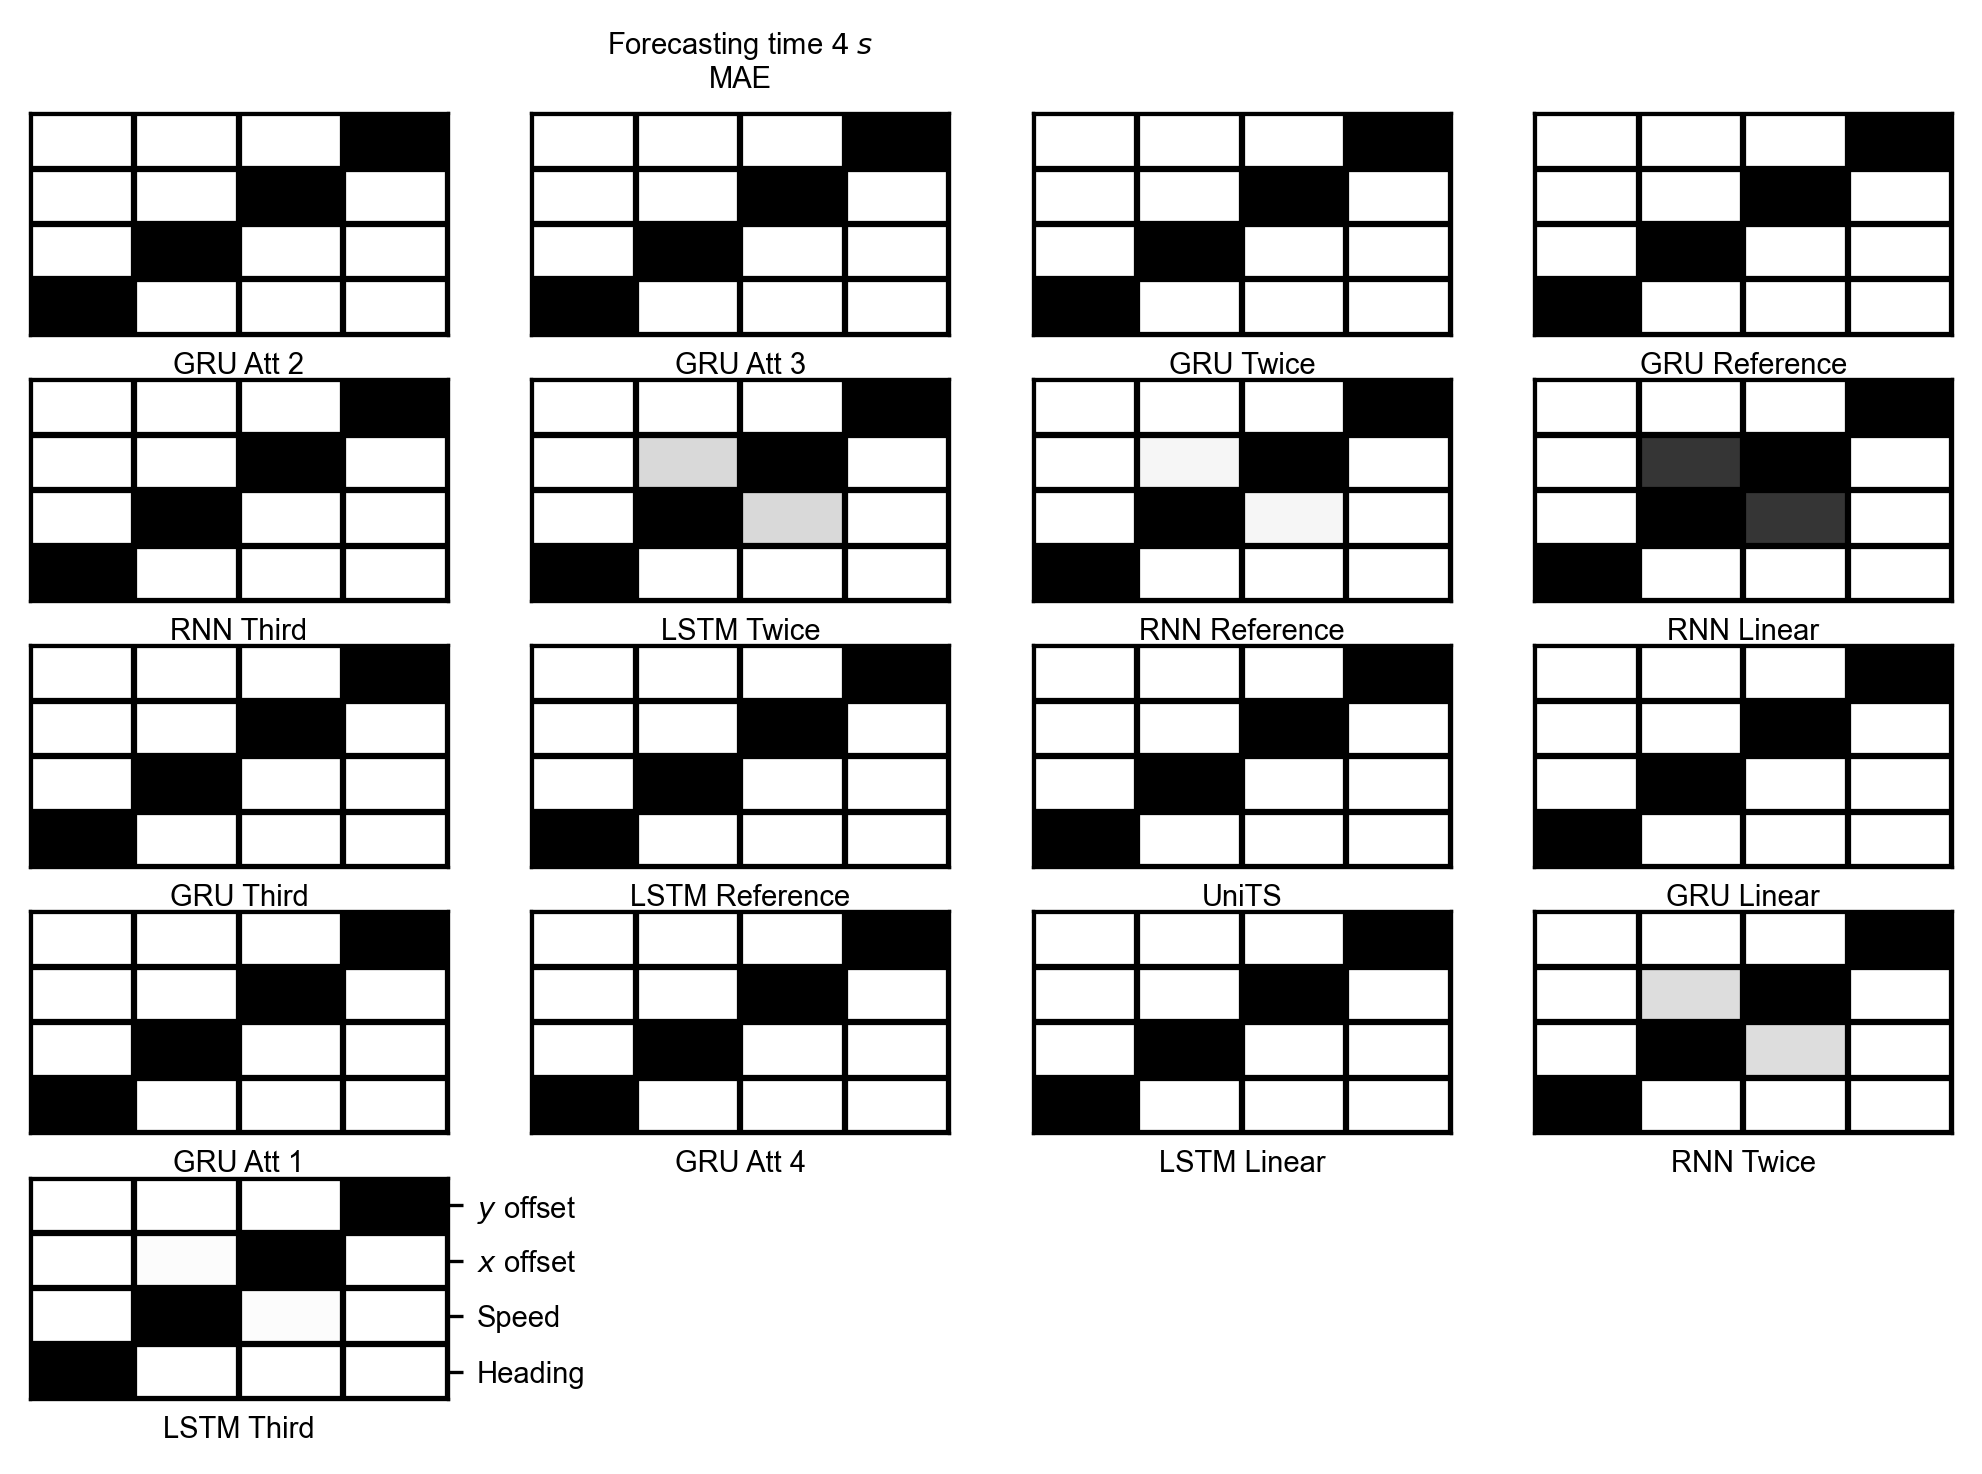 Forecasting time 4 s
MAE
GRU Att 2
GRU Att 3
GRU Twice
GRU Reference
RNN Third
LSTM Twice
RNN Reference
RNN Linear
GRU Third
LSTM Reference
UniTS
GRU Linear
GRU Att 1
GRU Att 4
LSTM Linear
RNN Twice
y offset
x offset
Speed
Heading
LSTM Third